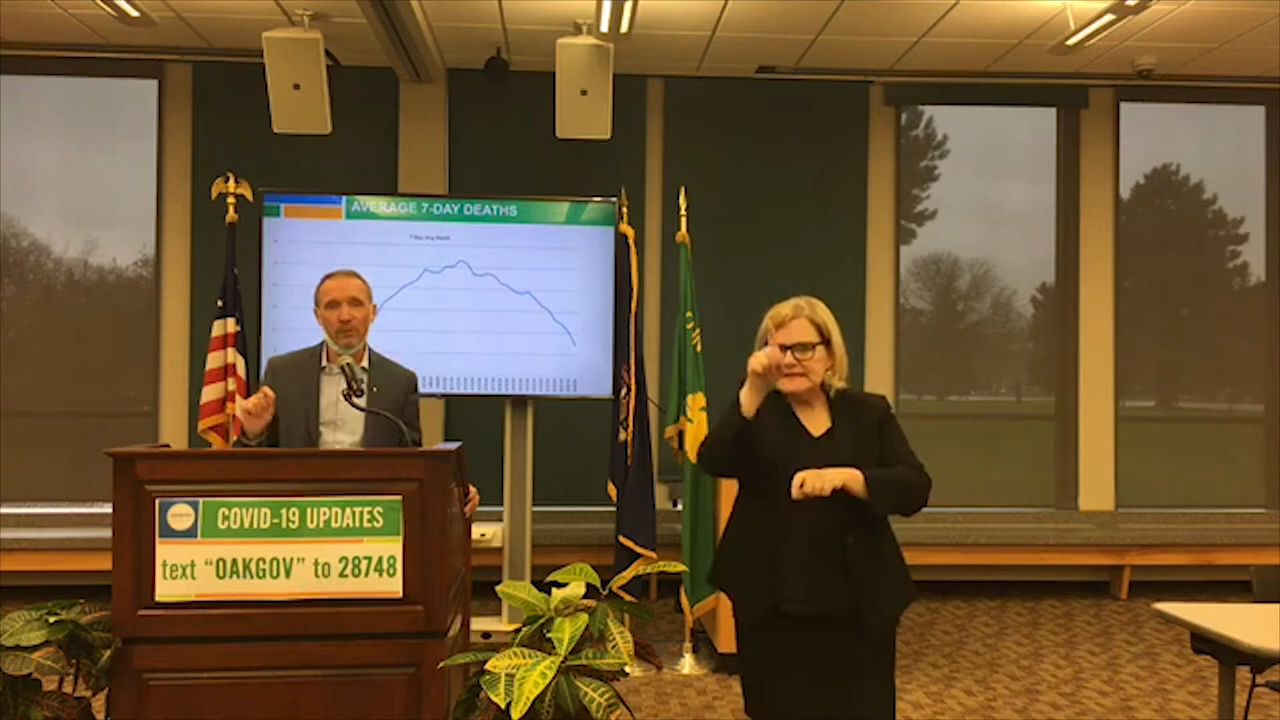 AVERAGE 7-DAY DEATHS
7 Day Avg Death
COVID-19 UPDATES
text “OAKGOV” to 28748